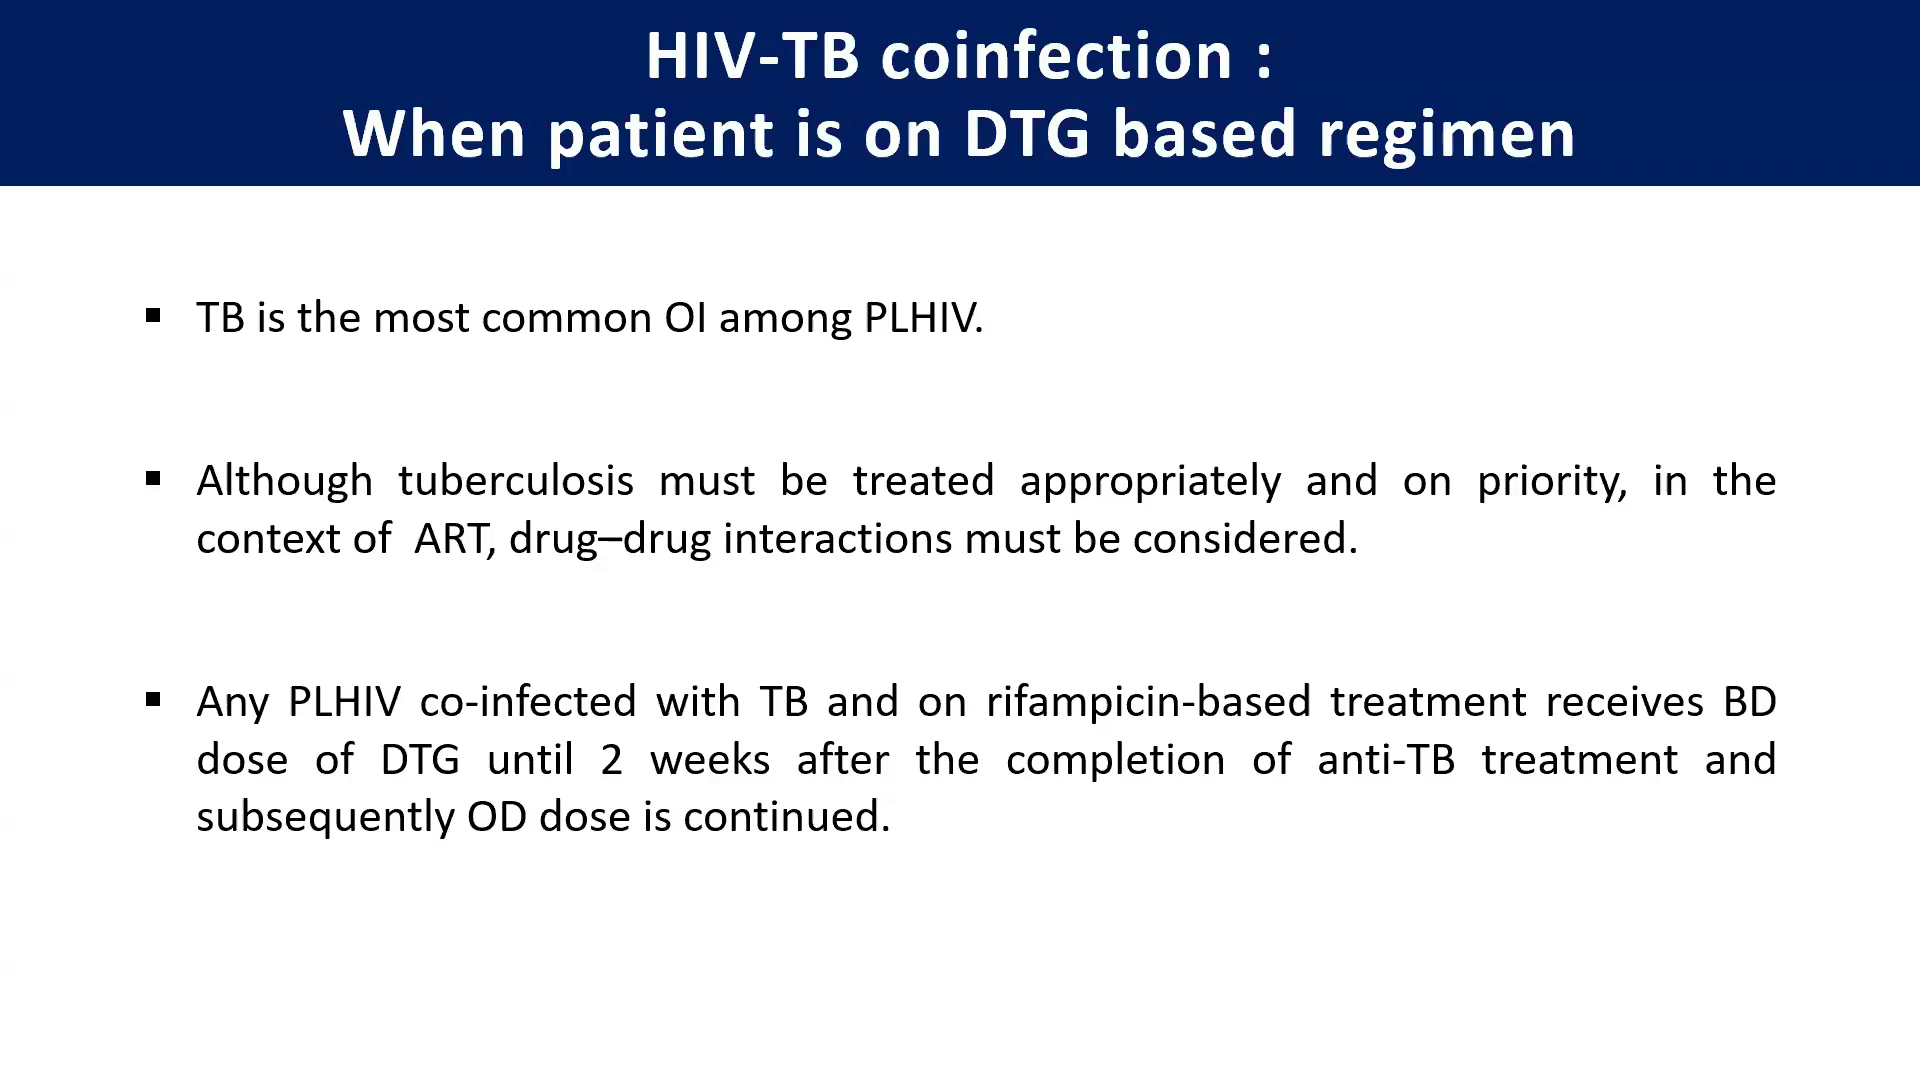 HIV-TB coinfection :
When patient is on DTG based regimen
▪ TB is the most common OI among PLHIV.
▪ Although tuberculosis must be treated appropriately and on priority, in the
context of  ART, drug–drug interactions must be considered.
▪ Any PLHIV co-infected with TB and on rifampicin-based treatment receives BD
dose of DTG until 2 weeks after the completion of anti-TB treatment and
subsequently OD dose is continued.